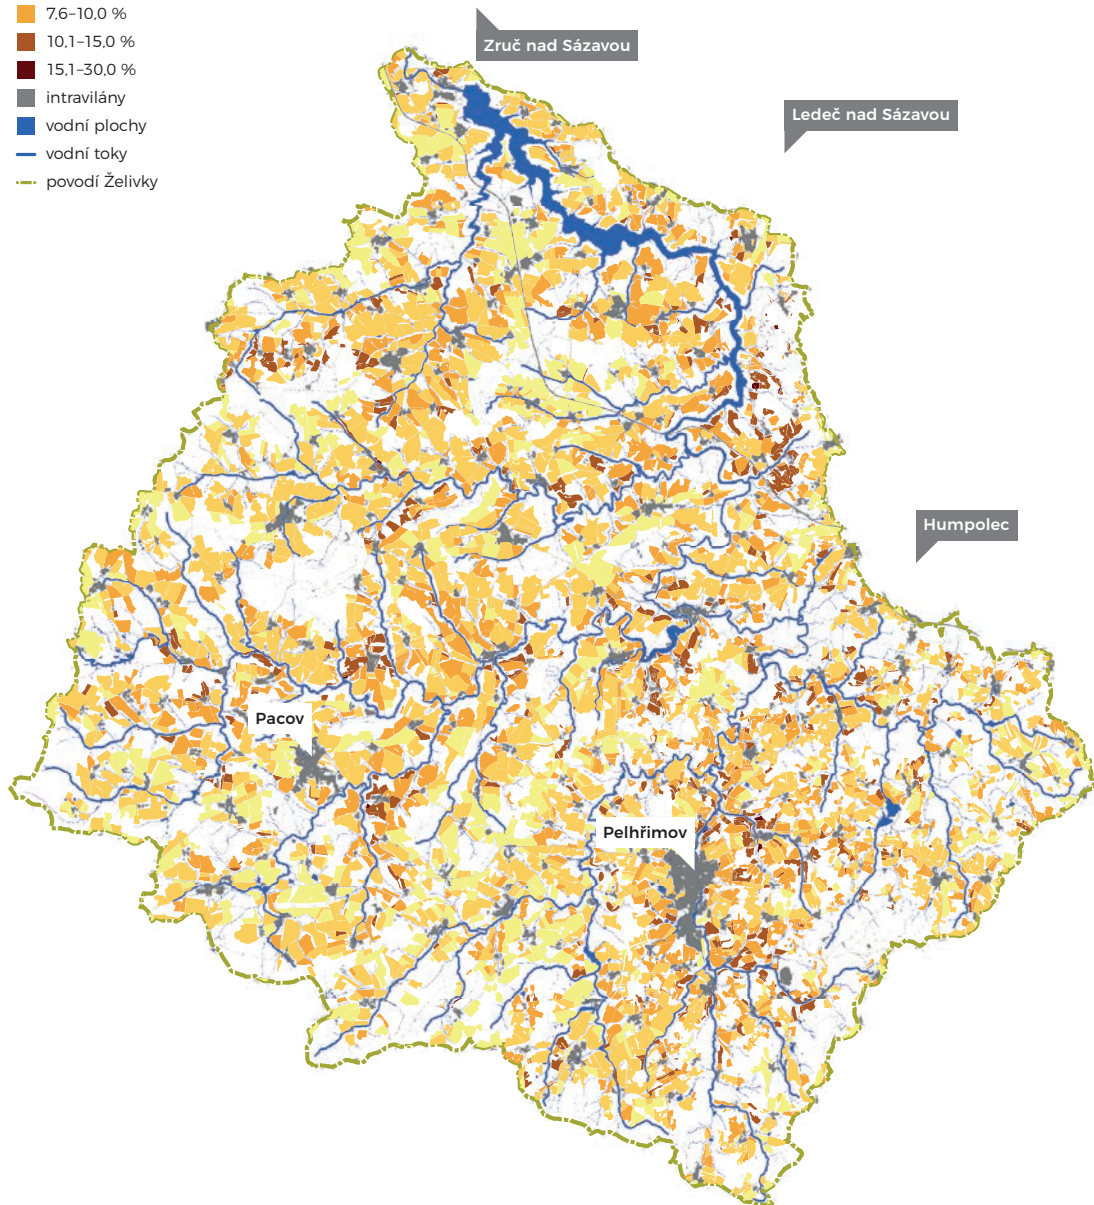 7,6–10,0 %
10,1–15,0 %
15,1–30,0 %
intravilány
vodní plochy
vodní toky
povodí Želivky
Zruč nad Sázavou
Ledeč nad Sázavou
Humpolec
Pacov
Pelhřimov